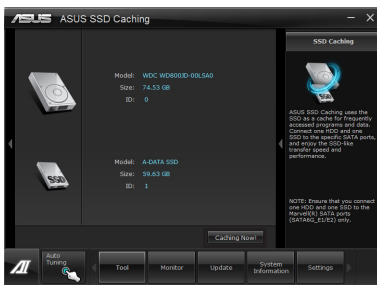 ASUS ASUS SSD Caching
SSD Caching
Model: WDC WD800JD-00LSA0
Size: 74.53 GB
ID: 0
ASUS SSD Caching uses the
SSD as a cache for frequently
accessed programs and data.
Connect one HDD and one
SSD to the specific SATA ports,
and enjoy the SSD-like
transfer speed and
performance.
SSD
Model: A-DATA SSD
Size: 59.63 GB
ID: 1
NOTE: Ensure that you connect
one HDD and one SSD to the
Marvell(R) SATA ports
(SATA6G_E1/E2) only.
Caching Now!
Auto
Tuning
Tool
Monitor
Update
System
Information
Settings